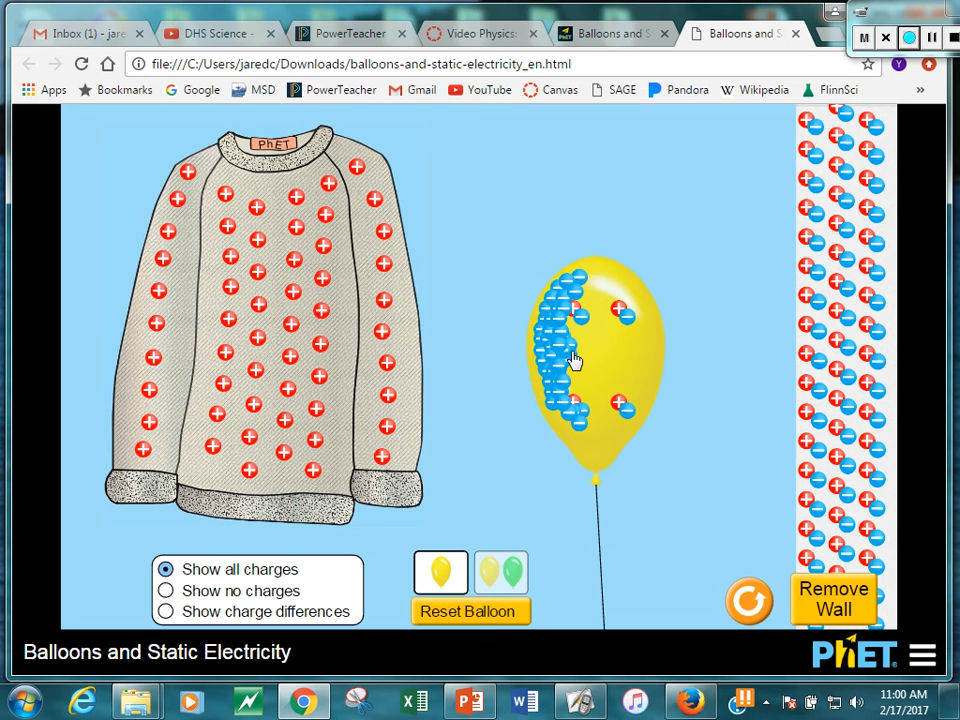 Inbox (1) - jare
DHS Science -
PowerTeacher
Video Physics:
Balloons and S
Balloons and S
M
file:///C:/Users/jaredc/Downloads/balloons-and-static-electricity_en.html
Y
Apps
Bookmarks
Google
MSD
PowerTeacher
Gmail
YouTube
Canvas
SAGE
Pandora
Wikipedia
FlinnSci
»
PhET
Show all charges
Show no charges
Show charge differences
Reset Balloon
Remove
Wall
Balloons and Static Electricity
PhET
11:00 AM
2/17/2017